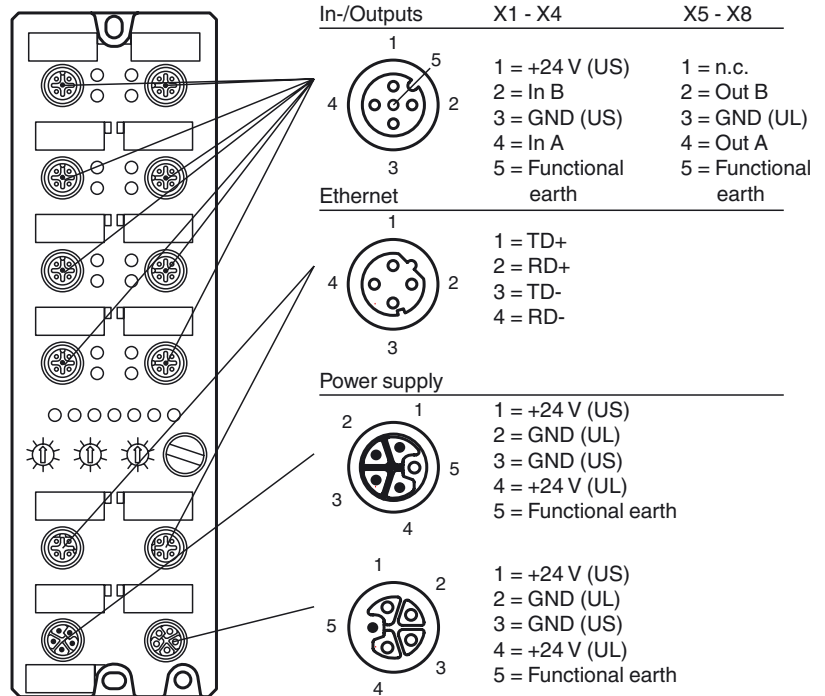 In-/Outputs X1 - X4 X5 - X8
1
5
4
2
3
1 = +24 V (US)
2 = In B
3 = GND (US)
4 = In A
5 = Functional
earth
1 = n.c.
2 = Out B
3 = GND (UL)
4 = Out A
5 = Functional
earth
Ethernet
1
4
2
3
1 = TD+
2 = RD+
3 = TD-
4 = RD-
Power supply
1
2
5
3
4
1 = +24 V (US)
2 = GND (UL)
3 = GND (US)
4 = +24 V (UL)
5 = Functional earth
1
2
5
3
4
1 = +24 V (US)
2 = GND (UL)
3 = GND (US)
4 = +24 V (UL)
5 = Functional earth